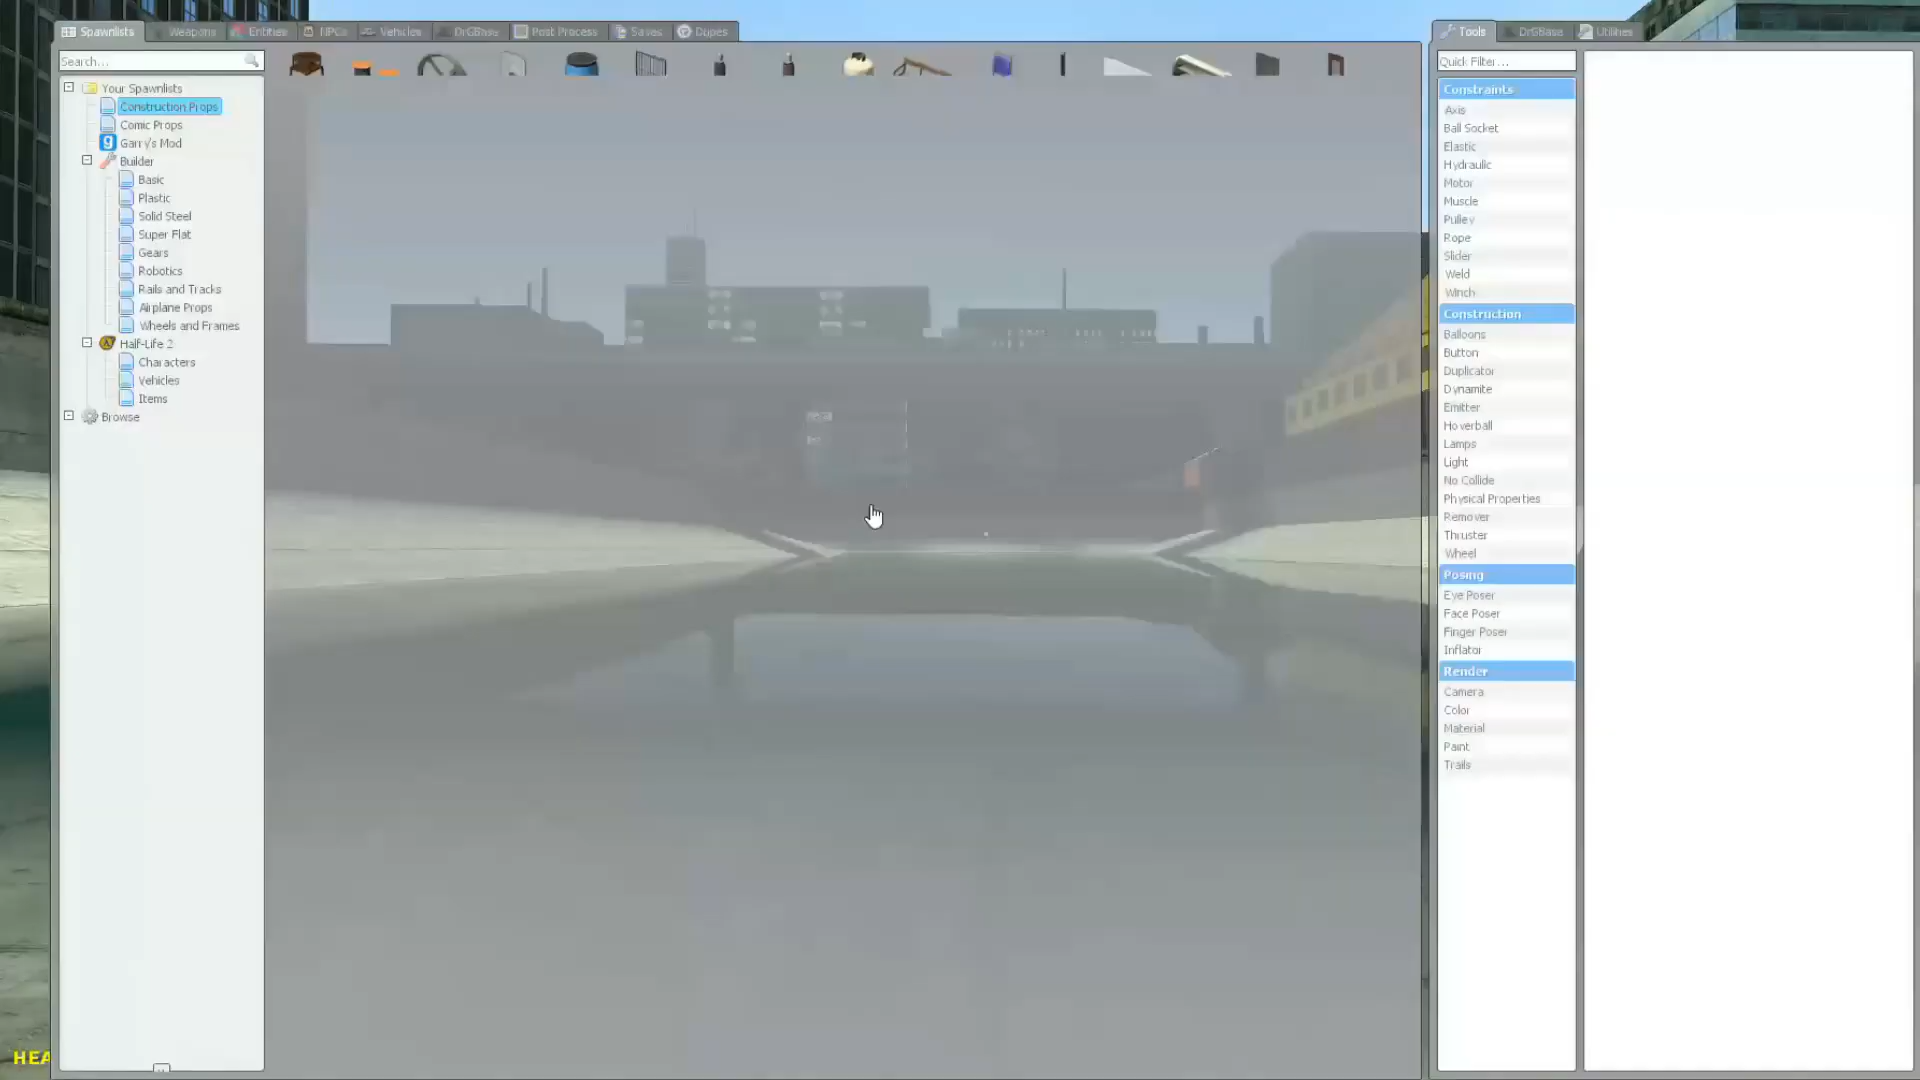 Spawnlists
Weapons
Entities
NPCs
Vehicles
DrGBase
Post Process
Saves
Dupes
Search...
Your Spawnlists
Construction Props
Comic Props
Garry's Mod
Builder
Basic
Plastic
Solid Steel
Super Flat
Gears
Robotics
Rails and Tracks
Airplane Props
Wheels and Frames
Half-Life 2
Characters
Vehicles
Items
Browse
HEA
Tools
DrGBase
Utilities
Quick Filter...
Constraints
Axis
Ball Socket
Elastic
Hydraulic
Motor
Muscle
Pulley
Rope
Slider
Weld
Winch
Construction
Balloons
Button
Duplicator
Dynamite
Emitter
Hoverball
Lamps
Light
No Collide
Physical Properties
Remover
Thruster
Wheel
Posing
Eye Poser
Face Poser
Finger Poser
Inflator
Render
Camera
Color
Material
Paint
Trails